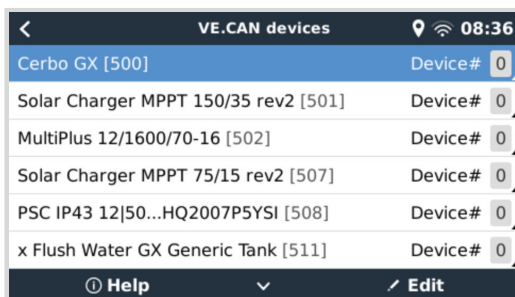 VE.CAN devices 08:36
Cerbo GX [500] Device# 0
Solar Charger MPPT 150/35 rev2 [501] Device# 0
MultiPlus 12/1600/70-16 [502] Device# 0
Solar Charger MPPT 75/15 rev2 [507] Device# 0
PSC IP43 12|50...HQ2007P5YSI [508] Device# 0
x Flush Water GX Generic Tank [511] Device# 0
Help Edit